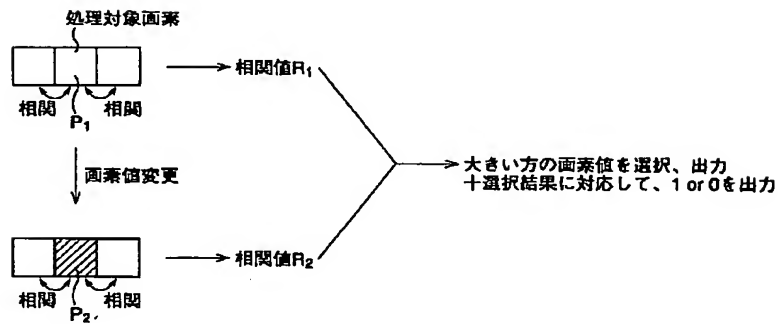 処理対象画素
相関値R1
相関 相関
P1
画素値変更
大きい方の画素値を選択、出力
十選択結果に対応して、1 or 0を出力
相関値R2
相関 相関
P2